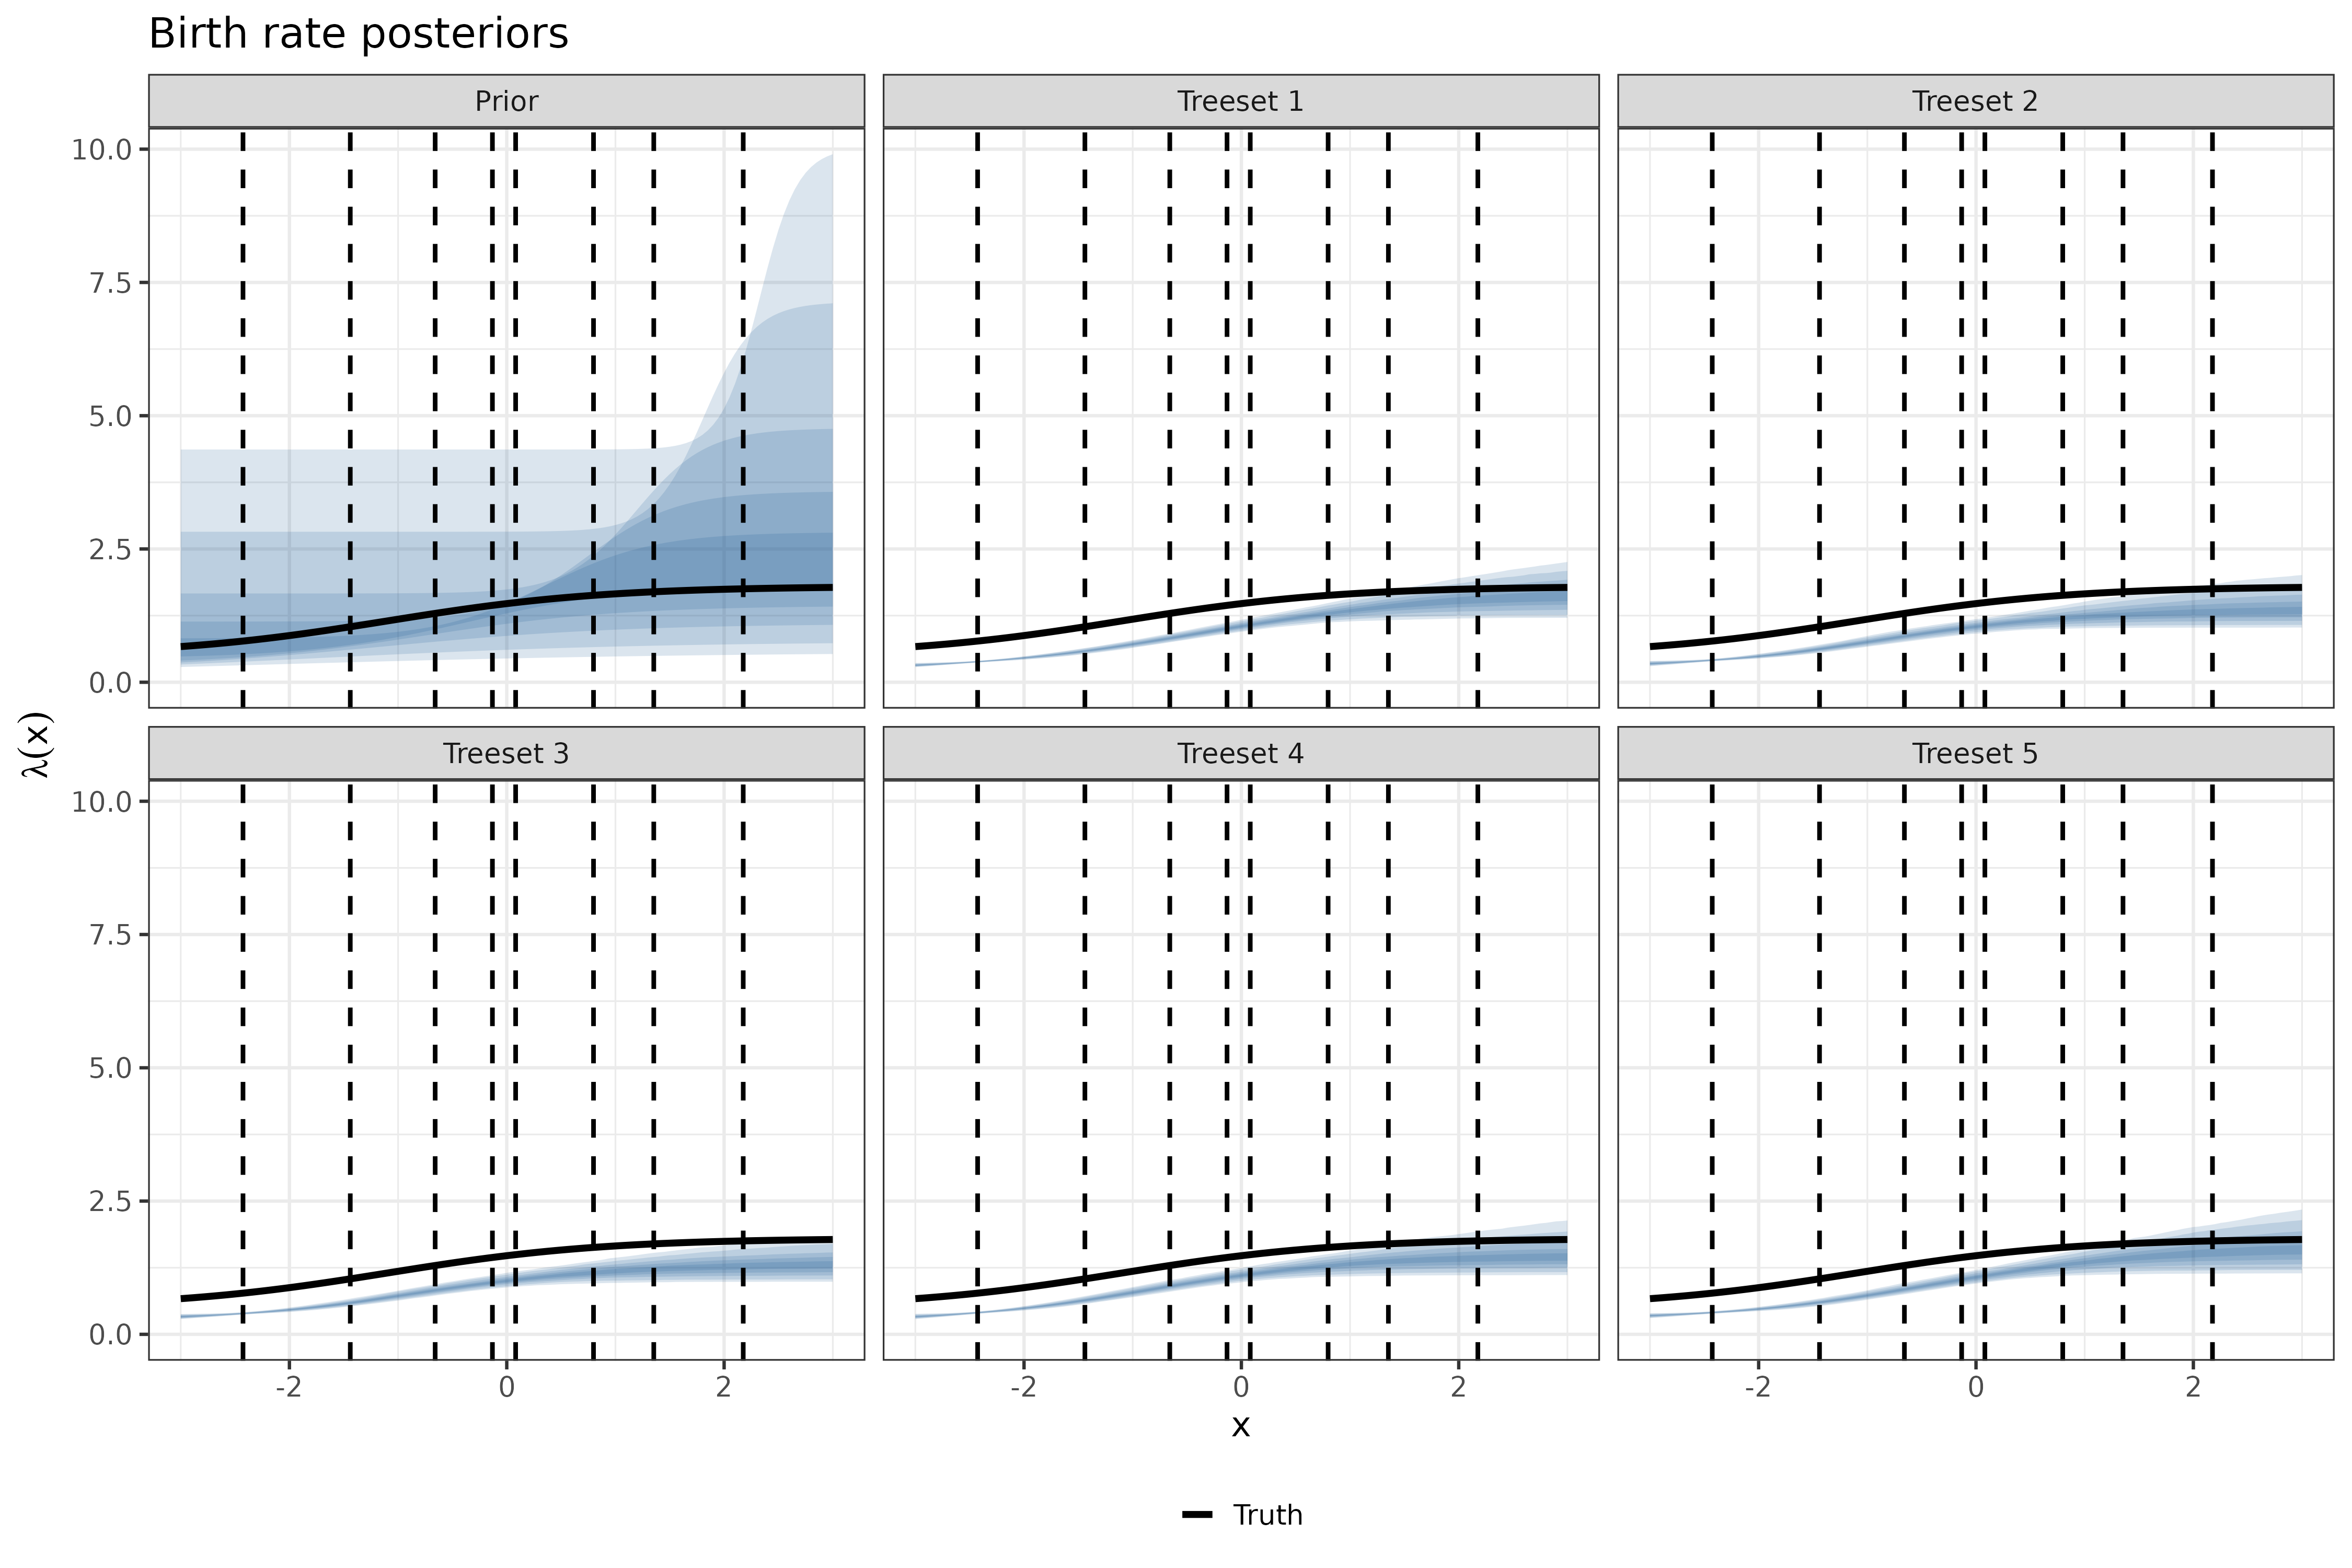 Birth rate posteriors
Prior
Treeset 1
Treeset 2
10.0
7.5
5.0
2.5
0.0
λ(x)
Treeset 3
Treeset 4
Treeset 5
10.0
7.5
5.0
2.5
0.0
-2 0 2
-2 0 2
-2 0 2
x
Truth